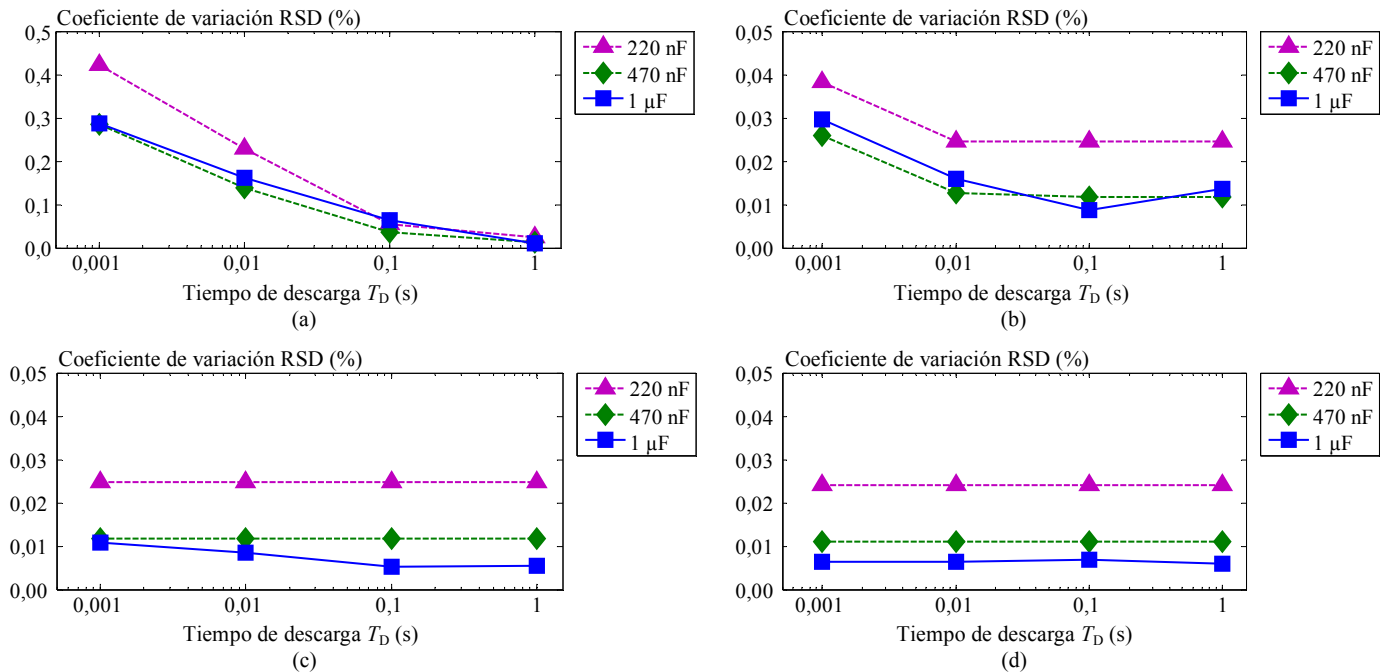 Coeficiente de variación RSD (%)
0,5
0,4
0,3
0,2
0,1
0,0
0,001
0,01
0,1
1
Tiempo de descarga T_D (s)
(a)
220 nF
470 nF
1 µF
Coeficiente de variación RSD (%)
0,05
0,04
0,03
0,02
0,01
0,00
0,001
0,01
0,1
1
Tiempo de descarga T_D (s)
(b)
220 nF
470 nF
1 µF
Coeficiente de variación RSD (%)
0,05
0,04
0,03
0,02
0,01
0,00
0,001
0,01
0,1
1
Tiempo de descarga T_D (s)
(c)
220 nF
470 nF
1 µF
Coeficiente de variación RSD (%)
0,05
0,04
0,03
0,02
0,01
0,00
0,001
0,01
0,1
1
Tiempo de descarga T_D (s)
(d)
220 nF
470 nF
1 µF